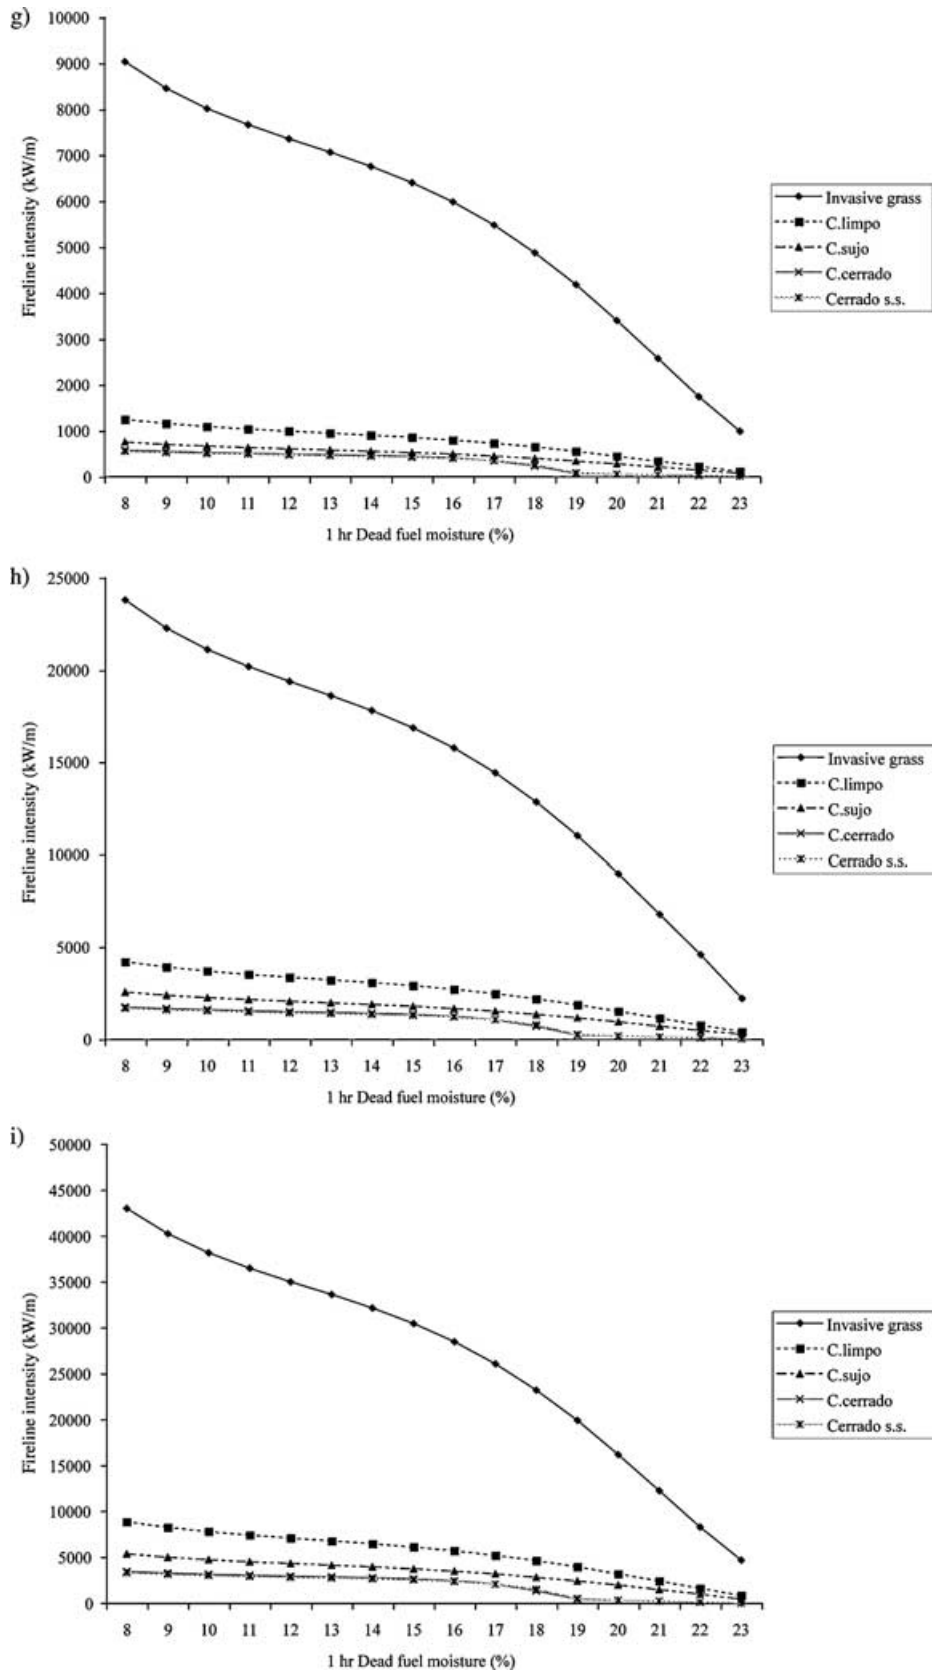 g)
10000
9000
8000
7000
6000
5000
4000
3000
2000
1000
0
Fireline intensity (kW/m)
8 9 10 11 12 13 14 15 16 17 18 19 20 21 22 23
1 hr Dead fuel moisture (%)
Invasive grass
C.limpo
C.sujo
C.cerrado
Cerrado s.s.
h)
25000
20000
15000
10000
5000
0
Fireline intensity (kW/m)
8 9 10 11 12 13 14 15 16 17 18 19 20 21 22 23
1 hr Dead fuel moisture (%)
Invasive grass
C.limpo
C.sujo
C.cerrado
Cerrado s.s.
i)
50000
45000
40000
35000
30000
25000
20000
15000
10000
5000
0
Fireline intensity (kW/m)
8 9 10 11 12 13 14 15 16 17 18 19 20 21 22 23
1 hr Dead fuel moisture (%)
Invasive grass
C.limpo
C.sujo
C.cerrado
Cerrado s.s.